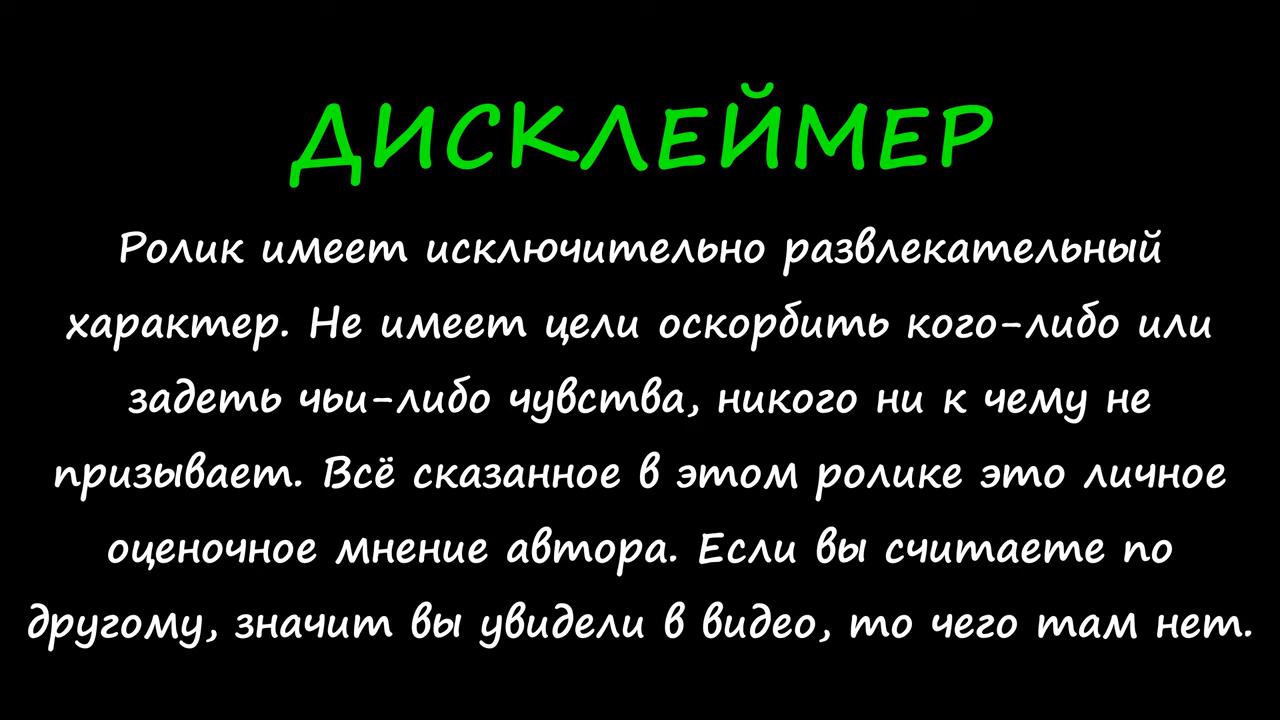 ДИСКЛЕЙМЕР
Ролик имеет исключительно развлекательный
характер. Не имеет цели оскорбить кого-либо или
задеть чьи-либо чувства, никого ни к чему не
призывает. Всё сказанное в этом ролике это личное
оценочное мнение автора. Если вы считаете по
другому, значит вы увидели в видео, то чего там нет.